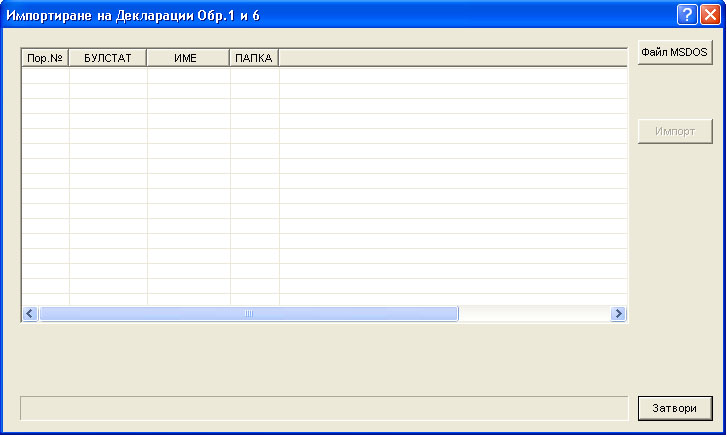 Импортиране на Декларации Обр.1 и 6
Файл MSDOS
Пор.№ БУЛСТАТ ИМЕ ПАПКА
Импорт
Затвори